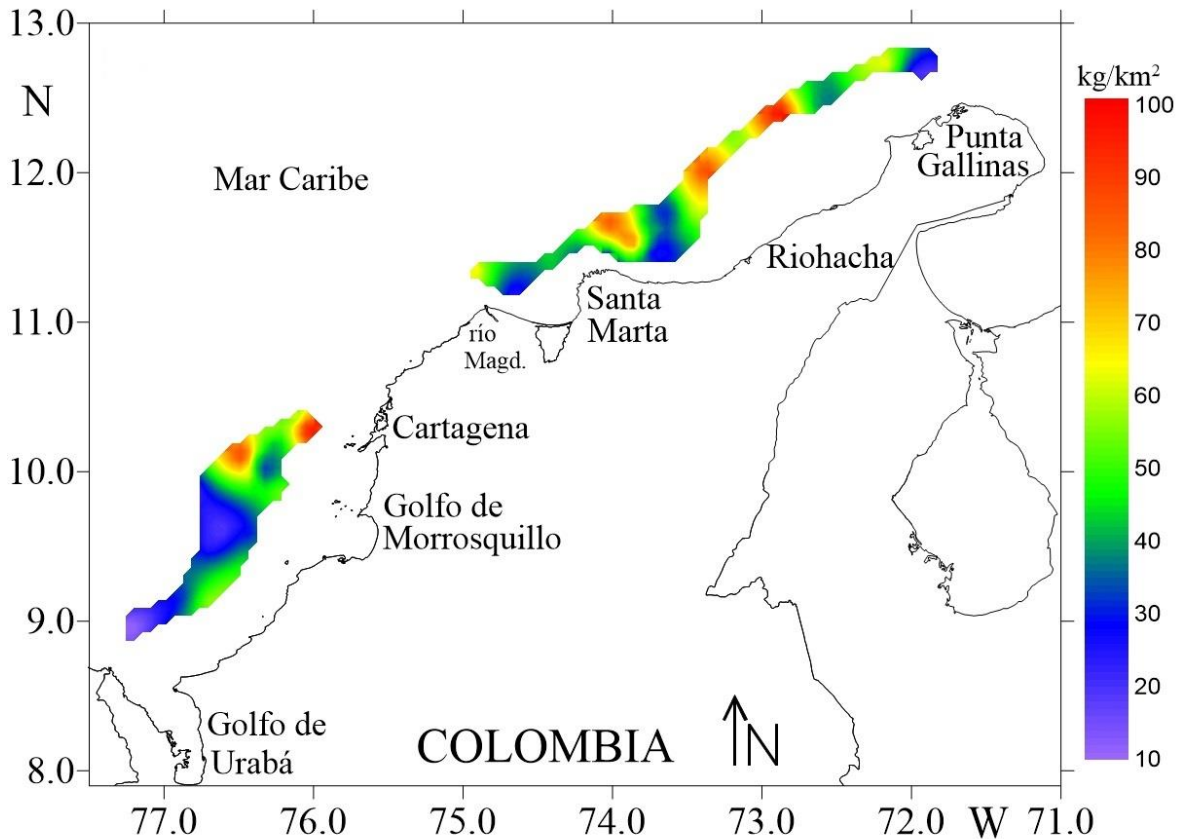 13.0
12.0
11.0
10.0
9.0
8.0
N
Mar Caribe
Punta
Gallinas
Riohacha
Santa
Marta
río
Magd.
Cartagena
Golfo de
Morrosquillo
Golfo de
Urabá
COLOMBIA
N
77.0 76.0 75.0 74.0 73.0 72.0 W 71.0
kg/km²
100
90
80
70
60
50
40
30
20
10